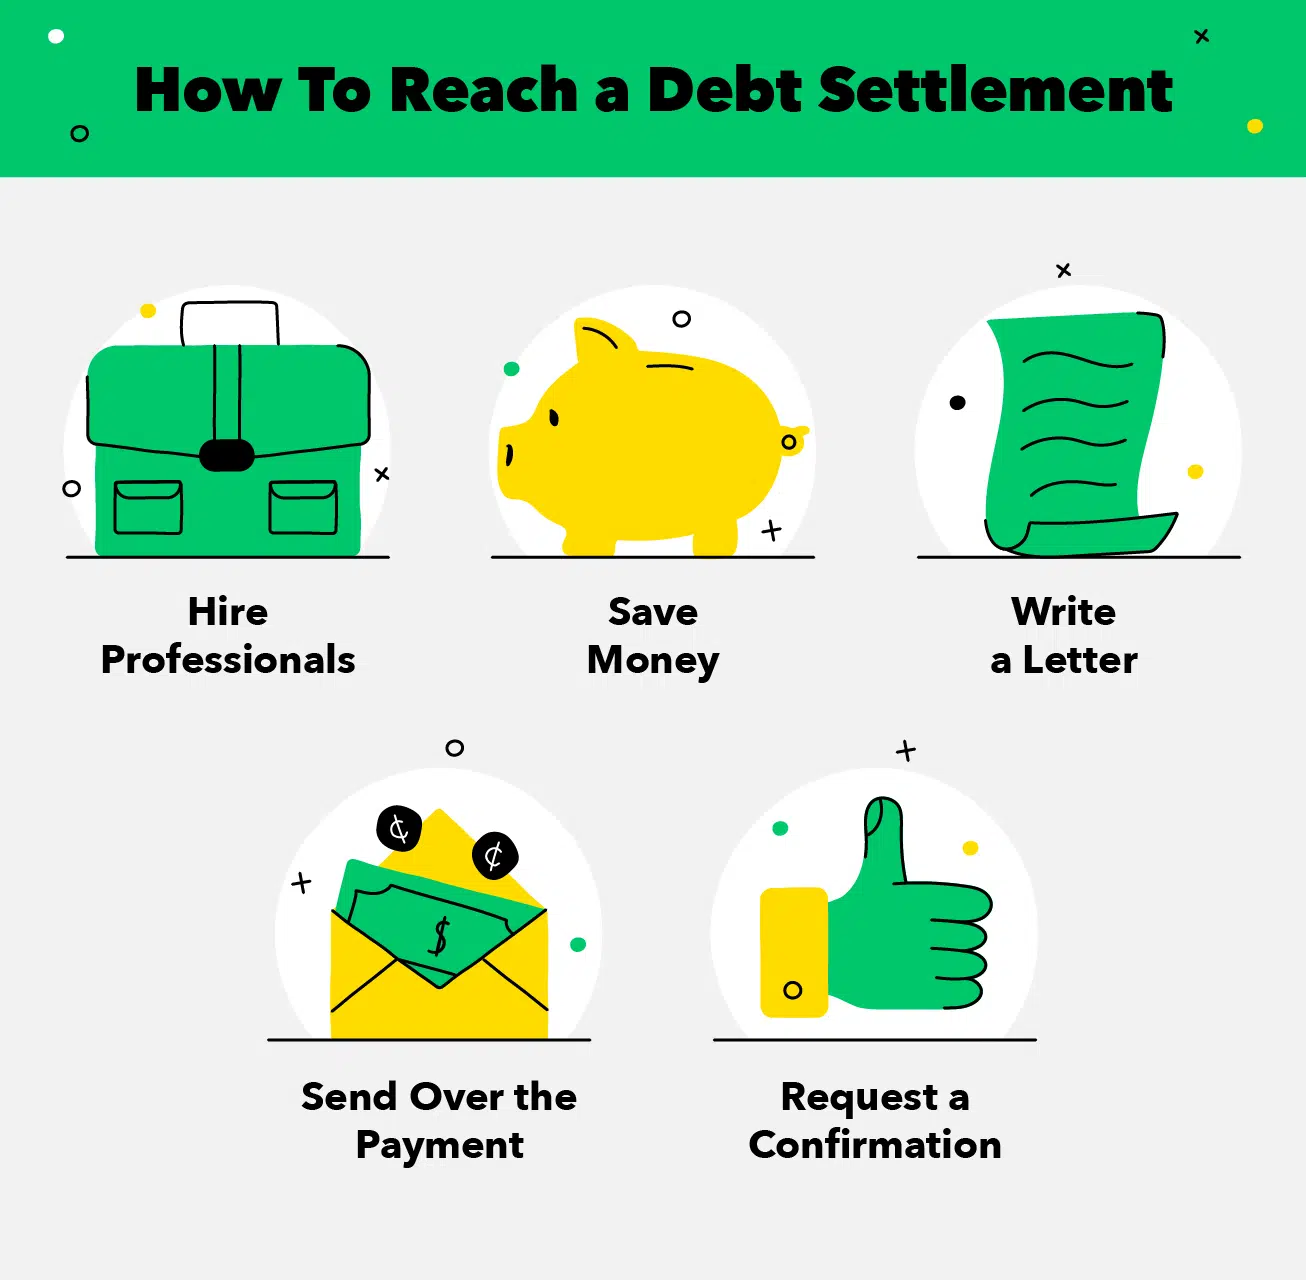 How To Reach a Debt Settlement
Hire
Professionals
Save
Money
Write
a Letter
¢
¢
$
Send Over the
Payment
Request a
Confirmation